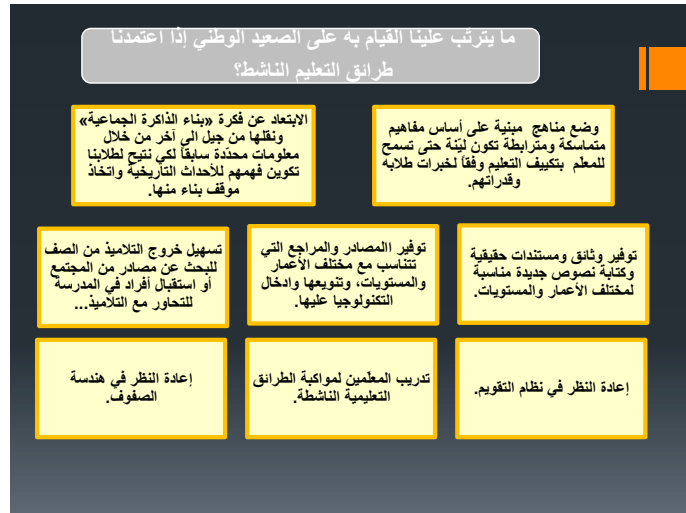 ما يترتّب علينا القيام به على الصعيد الوطني إذا اعتمدنا
طرائق التعليم الناشط؟
وضع مناهج مبنية على أساس مفاهيم
متماسكة ومترابطة تكون ليّنة حتى تسمح
للمعلّم بتكييف التعليم وفقاً لخبرات طلابه
وقدراتهم.
الابتعاد عن فكرة «بناء الذاكرة الجماعية»
ونقلها من جيل الى آخر من خلال
معلومات محدّدة سابقاً لكي نتيح لطلابنا
تكوين فهمهم للأحداث التأريخية واتخاذ
موقف بناء منها.
توفير وثائق ومستندات حقيقية
وكتابة نصوص جديدة مناسبة
لمختلف الأعمار والمستويات.
توفير االمصادر والمراجع التي
تتناسب مع مختلف الأعمار
والمستويات، وتنويعها وادخال
التكنولوجيا عليها.
تسهيل خروج التلاميذ من الصف
للبحث عن مصادر من المجتمع
أو استقبال أفراد في المدرسة
للتحاور مع التلاميذ...
إعادة النظر في نظام التقويم.
تدريب المعلّمين لمواكبة الطرائق
التعليمية الناشطة.
إعادة النظر في هندسة
الصفوف.